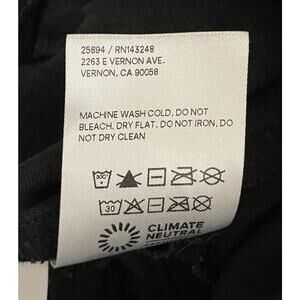 25894 / RN143248
2263 E VERNON AVE.
VERNON, CA 90058
MACHINE WASH COLD, DO NOT
BLEACH, DRY FLAT, DO NOT IRON, DO
NOT DRY CLEAN
30C°
30
CLIMATE
NEUTRAL